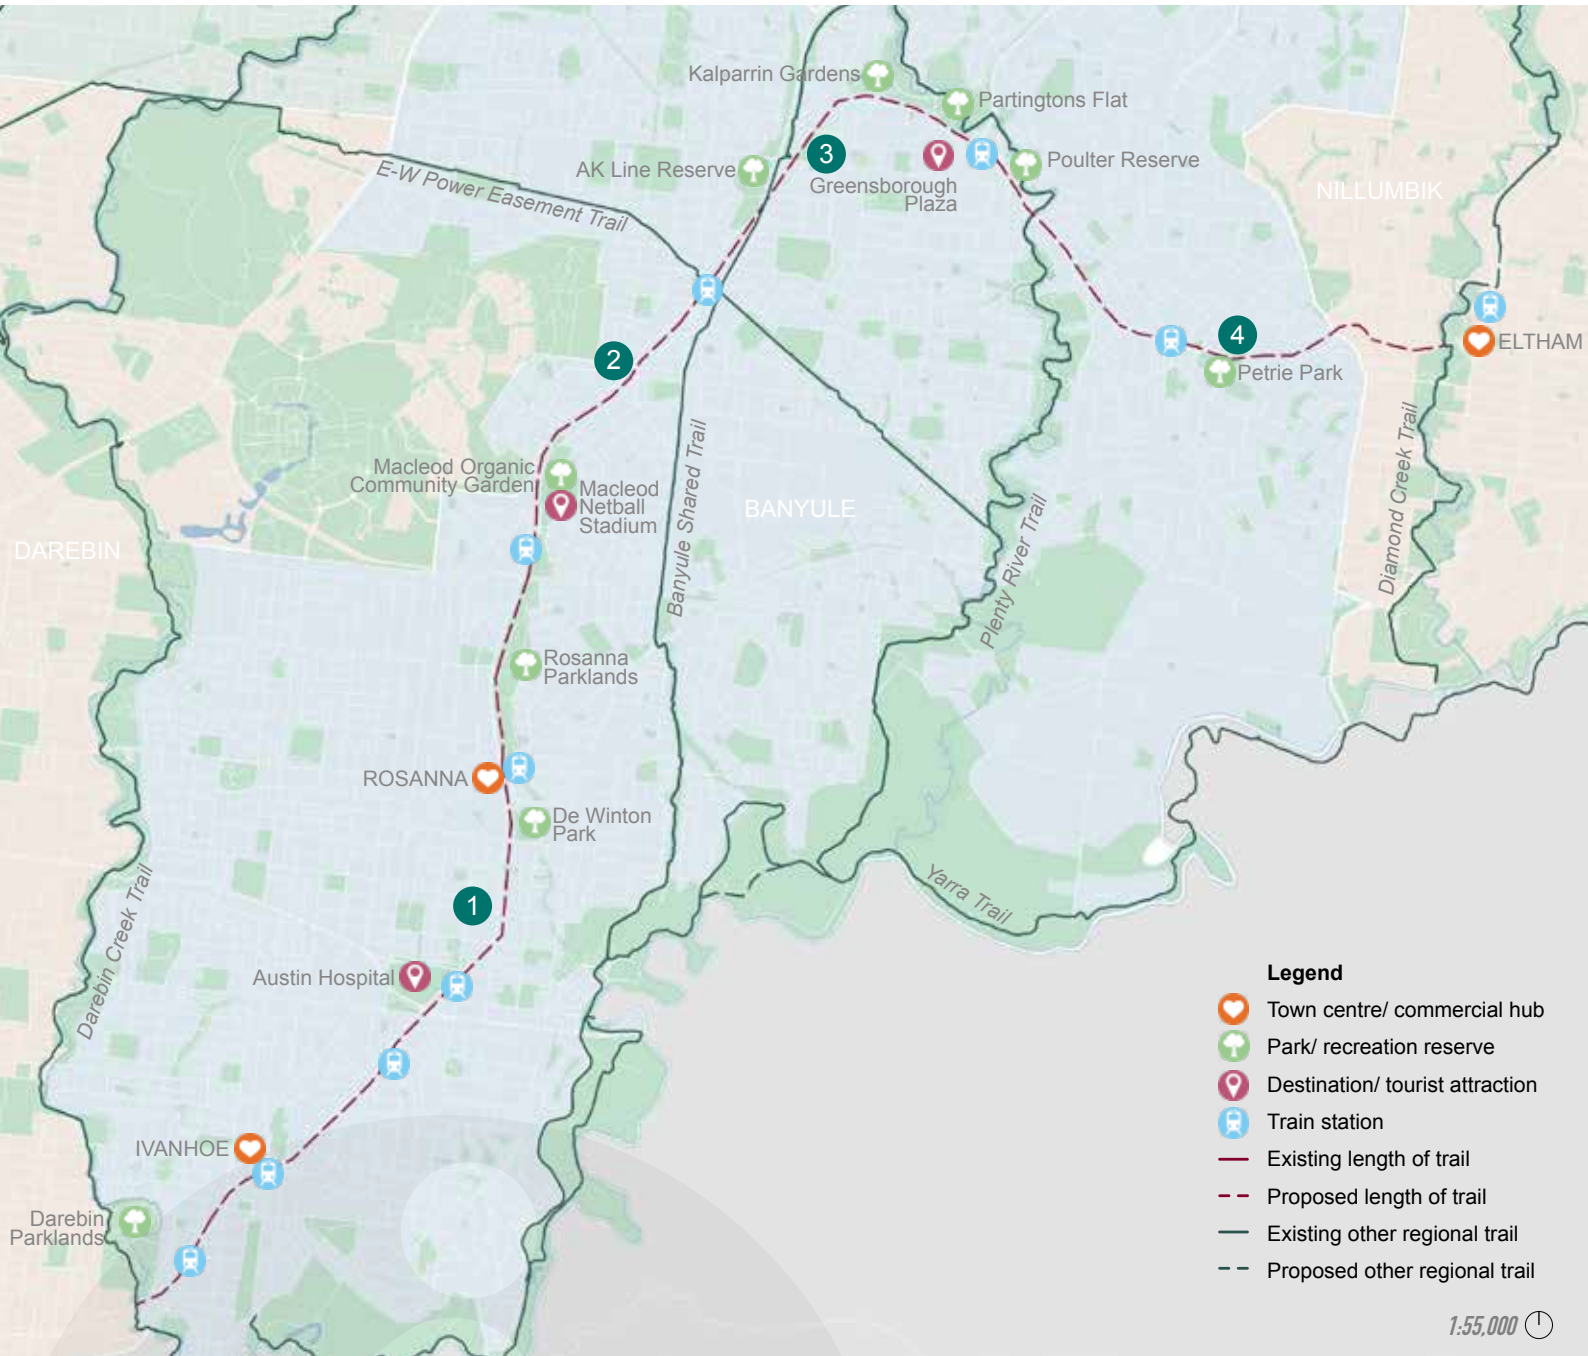 Kalparrin Gardens
Partingtons Flat
3
AK Line Reserve
Poulter Reserve
Greensborough
Plaza
E-W Power Easement Trail
NILLUMBIK
2
4
ELTHAM
Petrie Park
Macleod Organic
Community Garden
Macleod
Netball
Stadium
Banyule Shared Trail
BANYULE
Plenty River Trail
Diamond Creek Trail
DAREBIN
Rosanna
Parklands
ROSANNA
De Winton
Park
1
Yarra Trail
Darebin Creek Trail
Austin Hospital
IVANHOE
Darebin
Parklands
Legend
Town centre/ commercial hub
Park/ recreation reserve
Destination/ tourist attraction
Train station
Existing length of trail
Proposed length of trail
Existing other regional trail
Proposed other regional trail
1:55,000